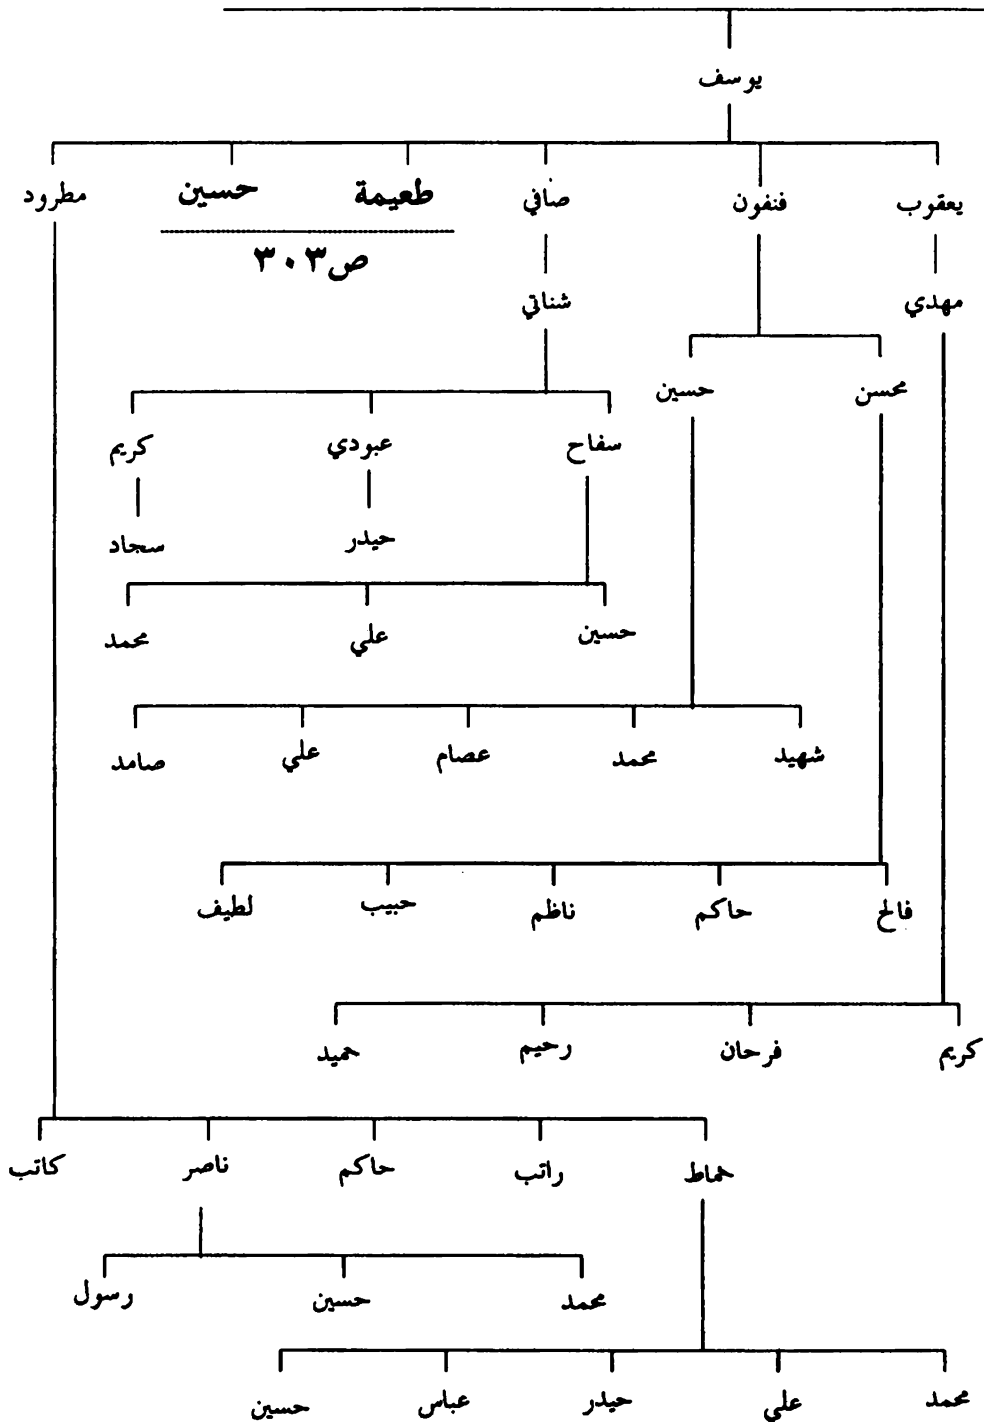 يوسف
يعقوب فنفون ضافي طعيمة حسين مطرود
ص٣٠٣
مهدي شناتي
محسن حسين
سفاح عبودي كريم
حيدر سجاد
حسين علي محمد
شهيد محمد عصام علي صامد
فالح حاكم ناظم حبيب لطيف
كريم فرحان رحيم حميد
حماط راتب حاكم ناصر كاتب
محمد حسين رسول
محمد علي حيدر عباس حسين